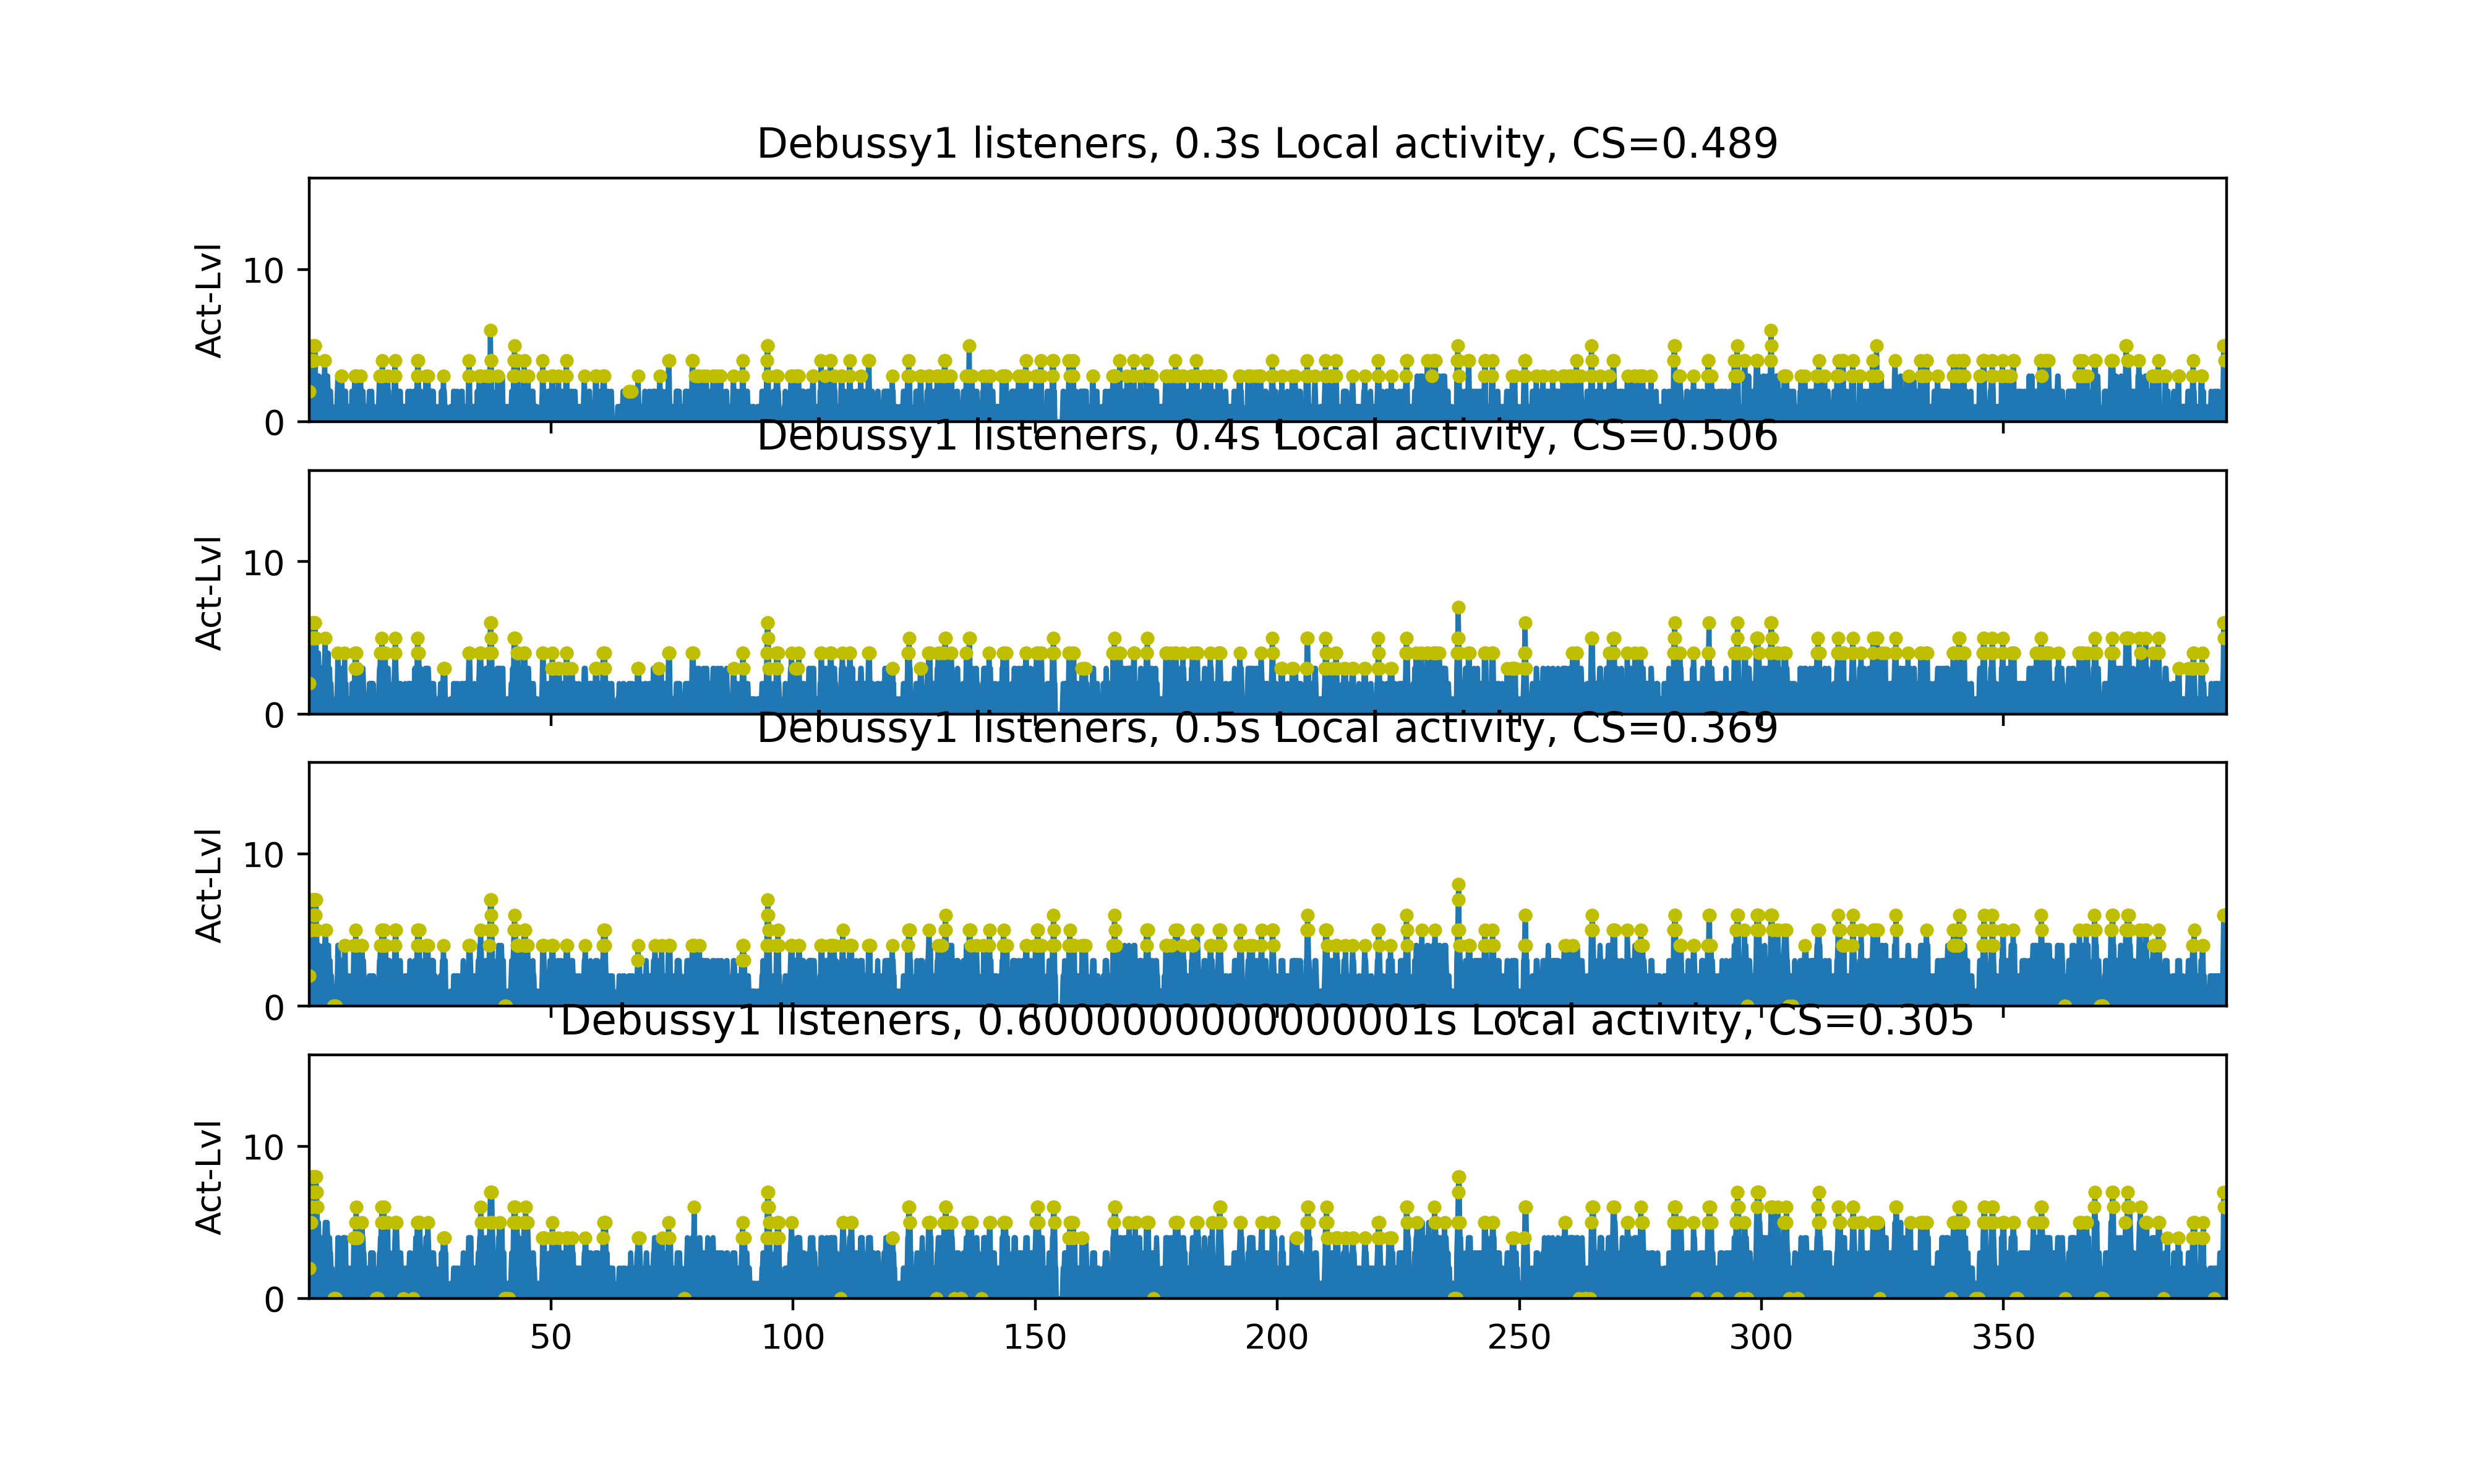 Debussy1 listeners, 0.3s Local activity, CS=0.489
Act-Lvl
10
0
Debussy1 listeners, 0.4s Local activity, CS=0.506
Act-Lvl
10
0
Debussy1 listeners, 0.5s Local activity, CS=0.369
Act-Lvl
10
0
Debussy1 listeners, 0.6000000000000001s Local activity, CS=0.305
Act-Lvl
10
0
50 100 150 200 250 300 350